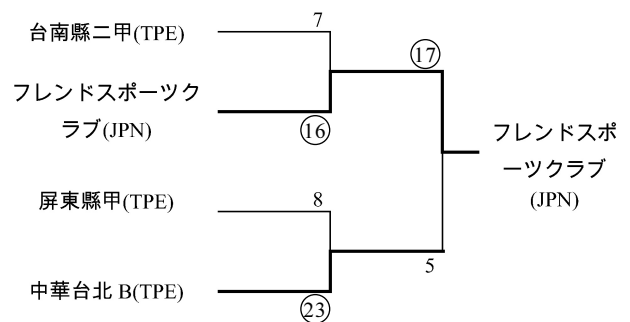 7
台南縣二甲(TPE)
⑰
フレンドスポーツク
ラブ(JPN)
⑯
フレンドスポ
ーツクラブ
(JPN)
屏東縣甲(TPE)
8
5
中華台北 B(TPE)
㉓